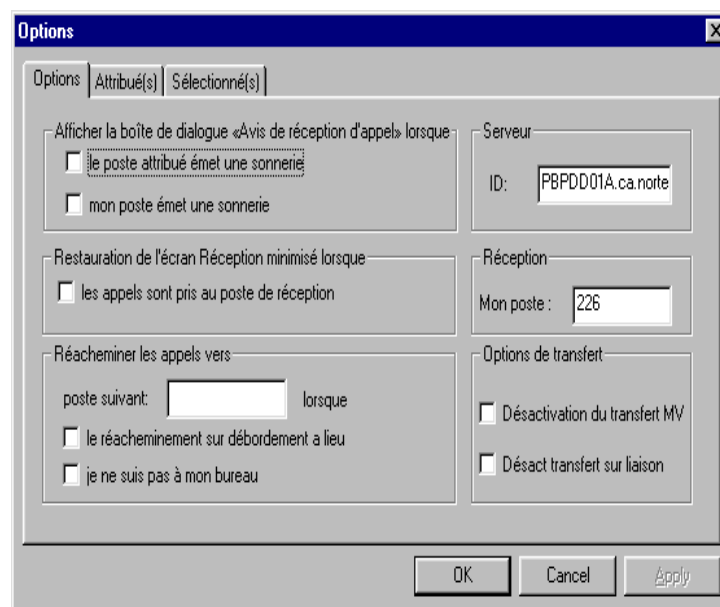 Options
Options
Attribué(s)
Sélectionné(s)
Afficher la boîte de dialogue «Avis de réception d'appel» lorsque
le poste attribué émet une sonnerie
mon poste émet une sonnerie
Serveur
ID: PBPDD01A.ca.norte
Restauration de l'écran Réception minimisé lorsque
les appels sont pris au poste de réception
Réception
Mon poste : 226
Réacheminer les appels vers
poste suivant: lorsque
le réacheminement sur débordement a lieu
je ne suis pas à mon bureau
Options de transfert
Désactivation du transfert MV
Désact transfert sur liaison
OK
Cancel
Apply